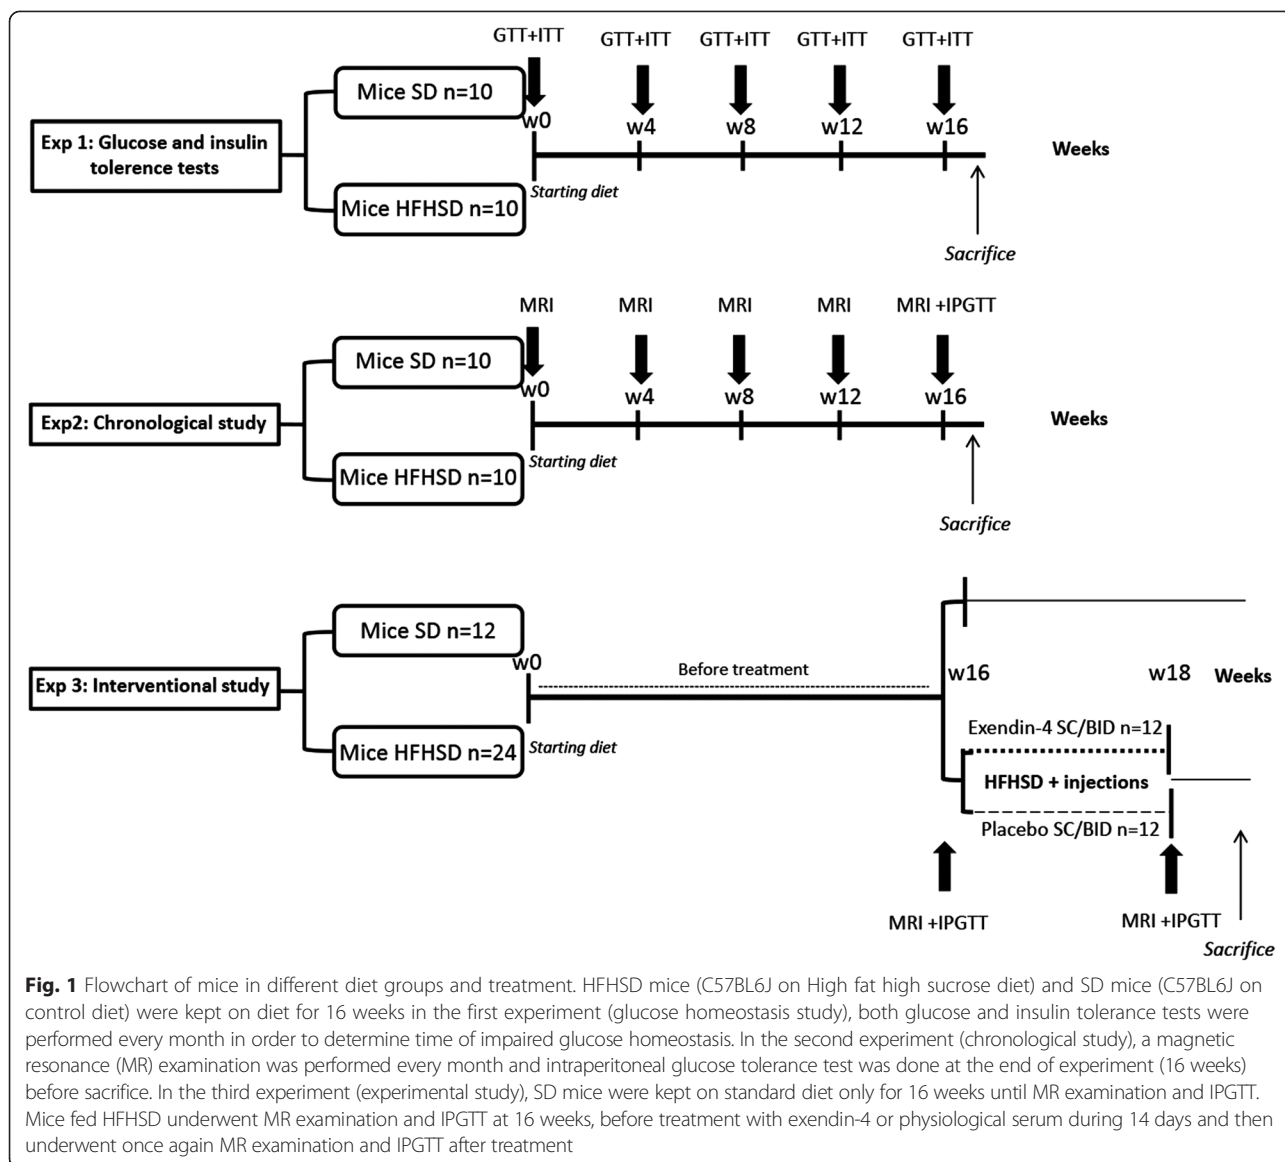 GTT+ITT GTT+ITT GTT+ITT GTT+ITT GTT+ITT
Mice SD n=10
w0 w4 w8 w12 w16
Exp 1: Glucose and insulin
tolerence tests
Weeks
Starting diet
Mice HFHSD n=10
Sacrifice
MRI MRI MRI MRI MRI +IPGTT
Mice SD n=10
w0 w4 w8 w12 w16
Exp2: Chronological study
Weeks
Starting diet
Mice HFHSD n=10
Sacrifice
Mice SD n=12
w0
Before treatment
w16 w18 Weeks
Exp 3: Interventional study
Exendin-4 SC/BID n=12
Mice HFHSD n=24
Starting diet
HFHSD + injections
Placebo SC/BID n=12
MRI +IPGTT MRI +IPGTT
Sacrifice
Fig. 1 Flowchart of mice in different diet groups and treatment. HFHSD mice (C57BL6J on High fat high sucrose diet) and SD mice (C57BL6J on
control diet) were kept on diet for 16 weeks in the first experiment (glucose homeostasis study), both glucose and insulin tolerance tests were
performed every month in order to determine time of impaired glucose homeostasis. In the second experiment (chronological study), a magnetic
resonance (MR) examination was performed every month and intraperitoneal glucose tolerance test was done at the end of experiment (16 weeks)
before sacrifice. In the third experiment (experimental study), SD mice were kept on standard diet only for 16 weeks until MR examination and IPGTT.
Mice fed HFHSD underwent MR examination and IPGTT at 16 weeks, before treatment with exendin-4 or physiological serum during 14 days and then
underwent once again MR examination and IPGTT after treatment